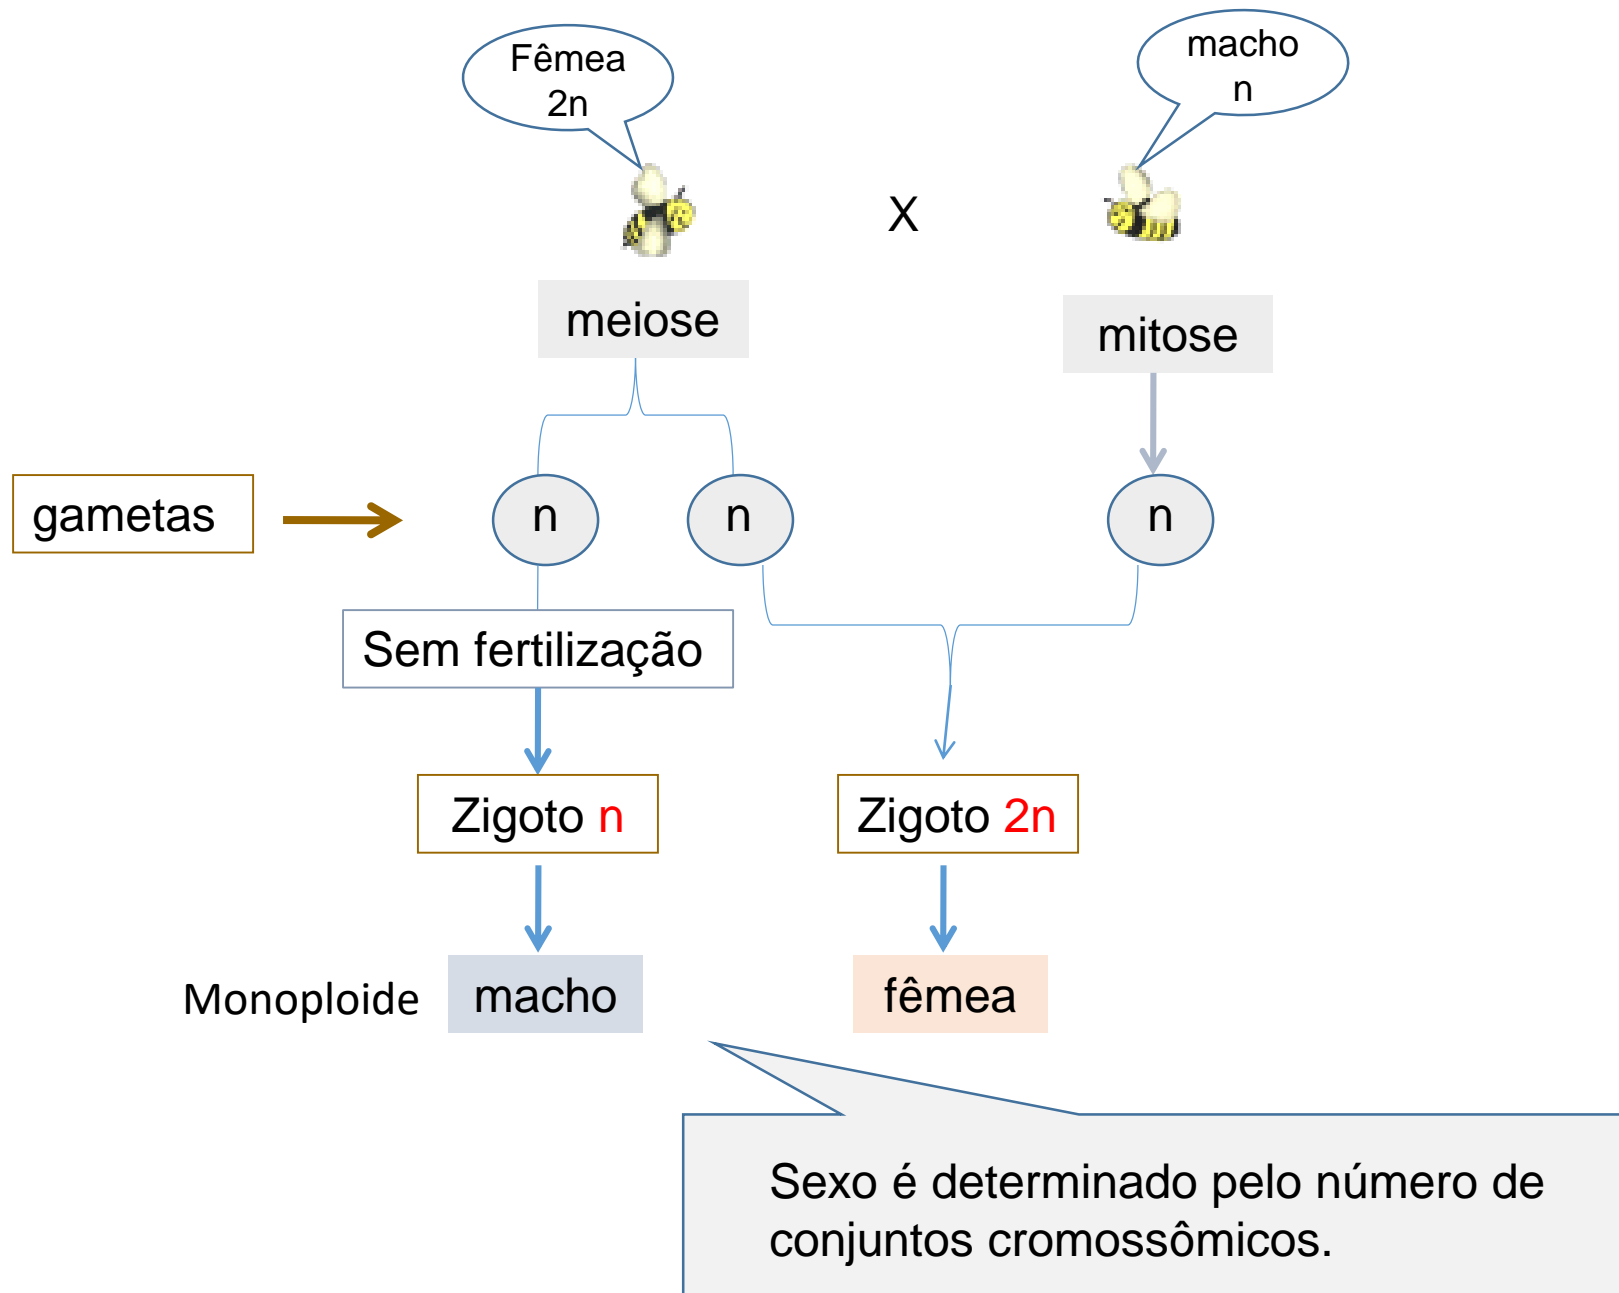 Fêmea
2n
macho
n
X
meiose
mitose
gametas
n
n
n
Sem fertilização
Zigoto n
Zigoto 2n
Monoploide
macho
fêmea
Sexo é determinado pelo número de
conjuntos cromossômicos.